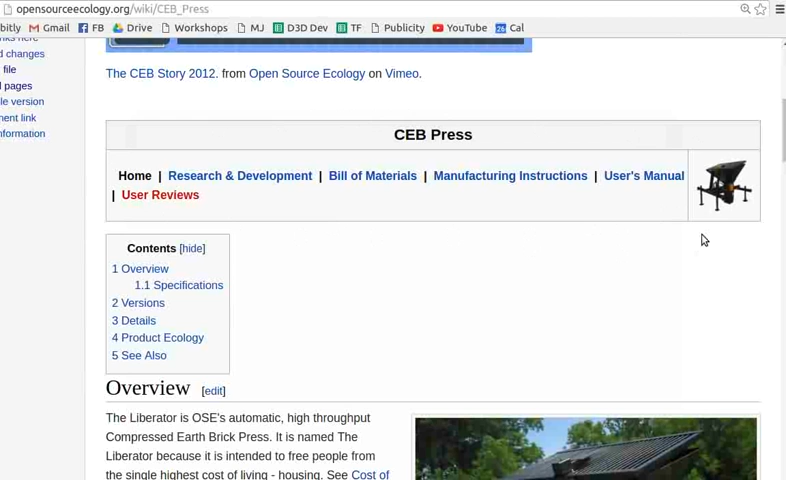 opensourceecology.org/wiki/CEB_Press
bitly Gmail FB Drive Workshops MJ D3D Dev TF Publicity YouTube 26 Cal
d changes
file
pages
le version
ment link
nformation
The CEB Story 2012. from Open Source Ecology on Vimeo.
CEB Press
Home | Research & Development | Bill of Materials | Manufacturing Instructions | User's Manual
| User Reviews
Contents [hide]
1 Overview
1.1 Specifications
2 Versions
3 Details
4 Product Ecology
5 See Also
Overview [edit]
The Liberator is OSE's automatic, high throughput
Compressed Earth Brick Press. It is named The
Liberator because it is intended to free people from
the single highest cost of living - housing. See Cost of